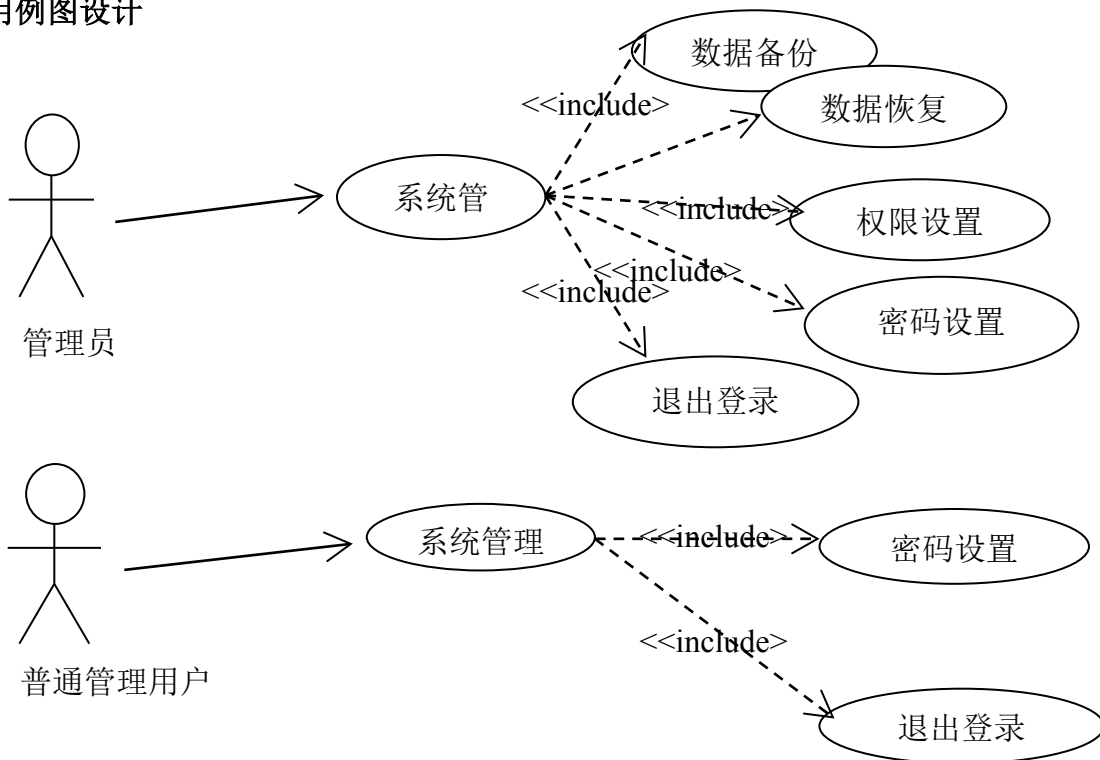 用例图设计
数据备份
<<include>
数据恢复
系统管
<<include>
权限设置
<<include>
<<include>
密码设置
管理员
退出登录
系统管理
<<include>
密码设置
<<include>
普通管理用户
退出登录